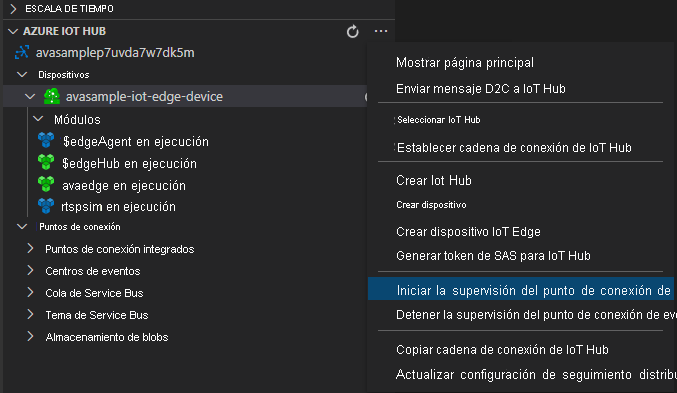 ESCALA DE TIEMPO
AZURE IOT HUB
avasamplep7uvda7w7dk5m
Dispositivos
avasample-iot-edge-device
Módulos
$edgeAgent en ejecución
$edgeHub en ejecución
avaedge en ejecución
rtspsim en ejecución
Puntos de conexión
Puntos de conexión integrados
Centros de eventos
Cola de Service Bus
Tema de Service Bus
Almacenamiento de blobs
Mostrar página principal
Enviar mensaje D2C a IoT Hub
Seleccionar IoT Hub
Establecer cadena de conexión de IoT Hub
Crear Iot Hub
Crear dispositivo
Crear dispositivo IoT Edge
Generar token de SAS para IoT Hub
Iniciar la supervisión del punto de conexión de
Detener la supervisión del punto de conexión de eve
Copiar cadena de conexión de IoT Hub
Actualizar configuración de seguimiento distribu